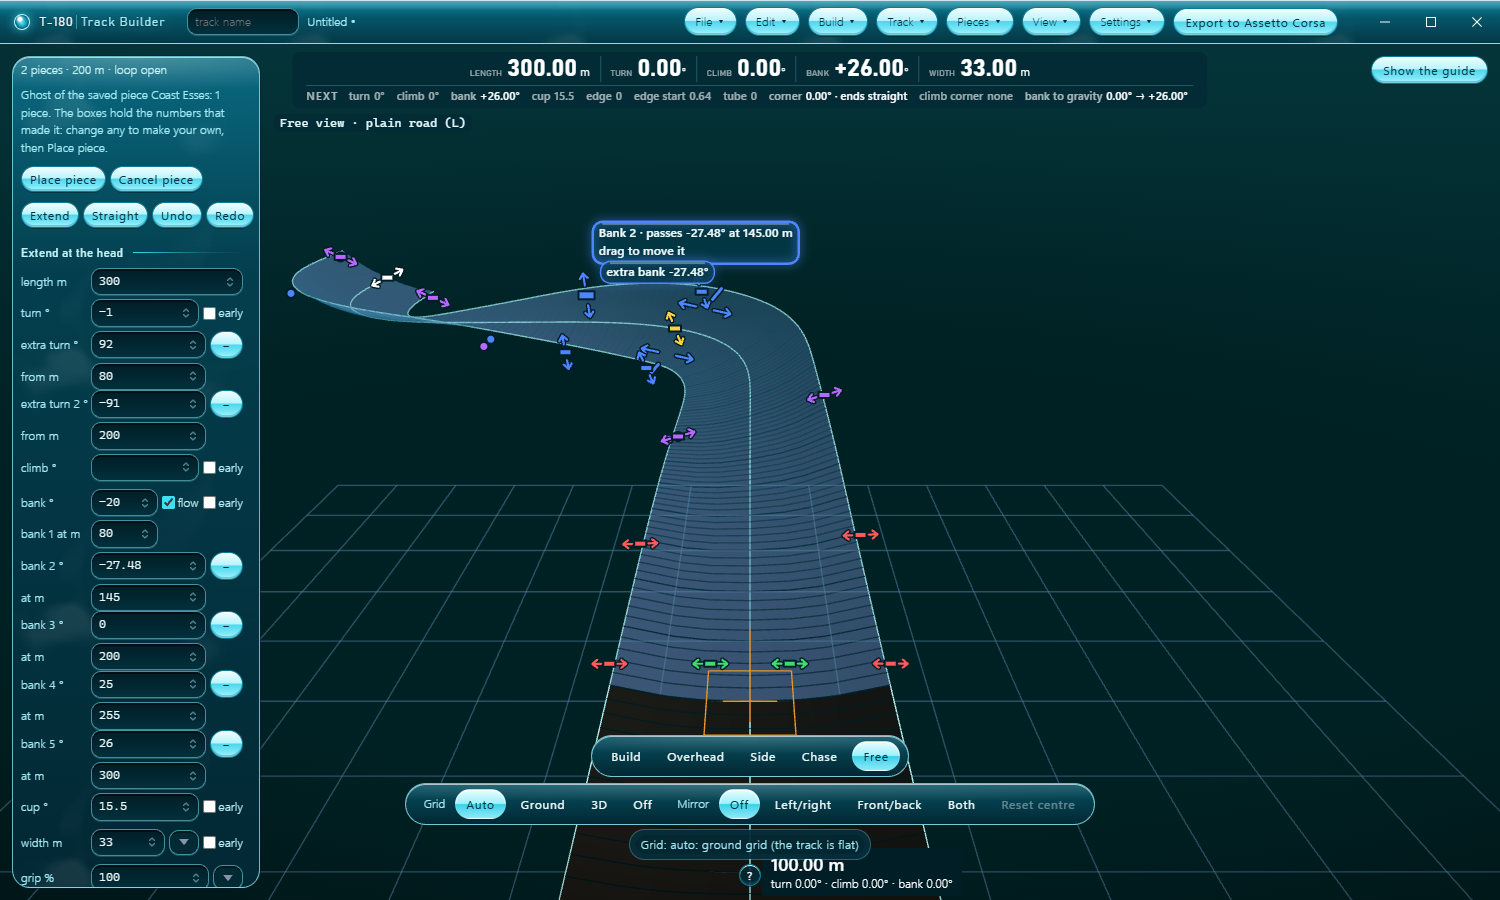 T-180 Track Builder track name Untitled •
File Edit Build Track Pieces View Settings Export to Assetto Corsa
2 pieces · 200 m · loop open
Ghost of the saved piece Coast Esses: 1
piece. The boxes hold the numbers that
made it: change any to make your own,
then Place piece.
Place piece Cancel piece
Extend Straight Undo Redo
Extend at the head
length m 300
turn ° −1 early
extra turn ° 92 −
from m 80
extra turn 2 ° −91 −
from m 200
climb ° early
bank ° −20 flow early
bank 1 at m 80
bank 2 ° −27.48 −
at m 145
bank 3 ° 0 −
at m 200
bank 4 ° 25 −
at m 255
bank 5 ° 26 −
at m 300
cup ° 15.5 early
width m 33 early
grip % 100
LENGTH 300.00 m TURN 0.00° CLIMB 0.00° BANK +26.00° WIDTH 33.00 m
NEXT turn 0° climb 0° bank +26.00° cup 15.5 edge 0 edge start 0.64 tube 0 corner 0.00° · ends straight climb corner none bank to gravity 0.00° → +26.00°
Show the guide
Free view · plain road (L)
Bank 2 · passes -27.48° at 145.00 m
drag to move it
extra bank -27.48°
Build Overhead Side Chase Free
Grid Auto Ground 3D Off Mirror Off Left/right Front/back Both Reset centre
Grid: auto: ground grid (the track is flat)
? 100.00 m
turn 0.00° · climb 0.00° · bank 0.00°